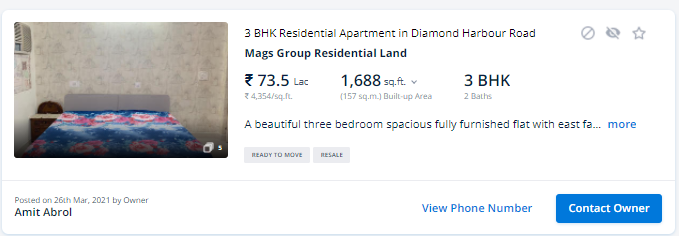 3 BHK Residential Apartment in Diamond Harbour Road
Mags Group Residential Land
₹ 73.5 Lac
₹ 4,354/sq.ft.
1,688 sq.ft.
(157 sq.m.) Built-up Area
3 BHK
2 Baths
A beautiful three bedroom spacious fully furnished flat with east fa... more
5
READY TO MOVE
RESALE
Posted on 26th Mar, 2021 by Owner
Amit Abrol
View Phone Number
Contact Owner